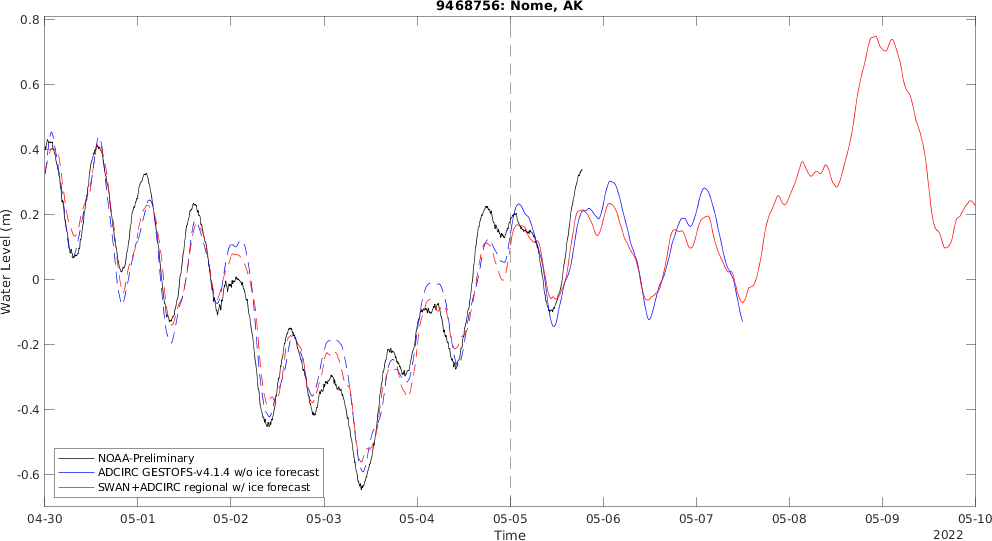 9468756: Nome, AK
0.8
0.6
0.4
0.2
0
-0.2
-0.4
-0.6
Water Level (m)
NOAA-Preliminary
ADCIRC GESTOFS-v4.1.4 w/o ice forecast
SWAN+ADCIRC regional w/ ice forecast
04-30 05-01 05-02 05-03 05-04 05-05 05-06 05-07 05-08 05-09 05-10
Time
2022